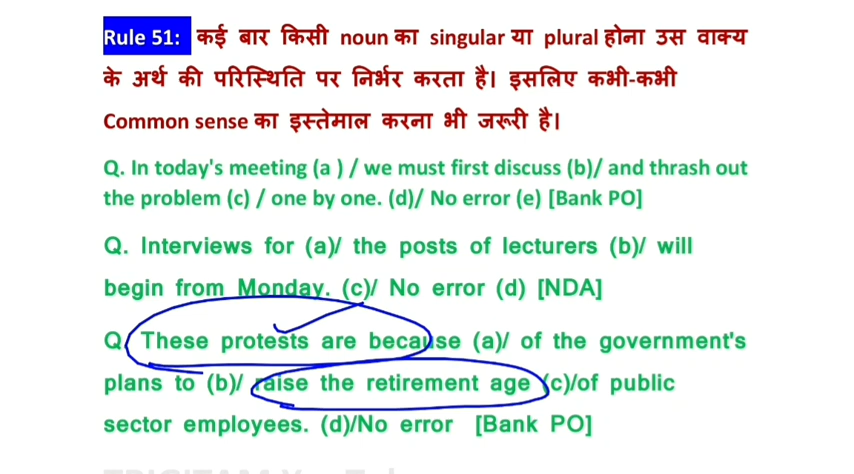 Rule 51: कई बार किसी noun का singular या plural होना उस वाक्य
के अर्थ की परिस्थिति पर निर्भर करता है। इसलिए कभी-कभी
Common sense का इस्तेमाल करना भी जरूरी है।
Q. In today's meeting (a ) / we must first discuss (b)/ and thrash out
the problem (c) / one by one. (d)/ No error (e) [Bank PO]
Q. Interviews for (a)/ the posts of lecturers (b)/ will
begin from Monday. (c)/ No error (d) [NDA]
Q. These protests are because (a)/ of the government's
plans to (b)/ raise the retirement age (c)/of public
sector employees. (d)/No error [Bank PO]